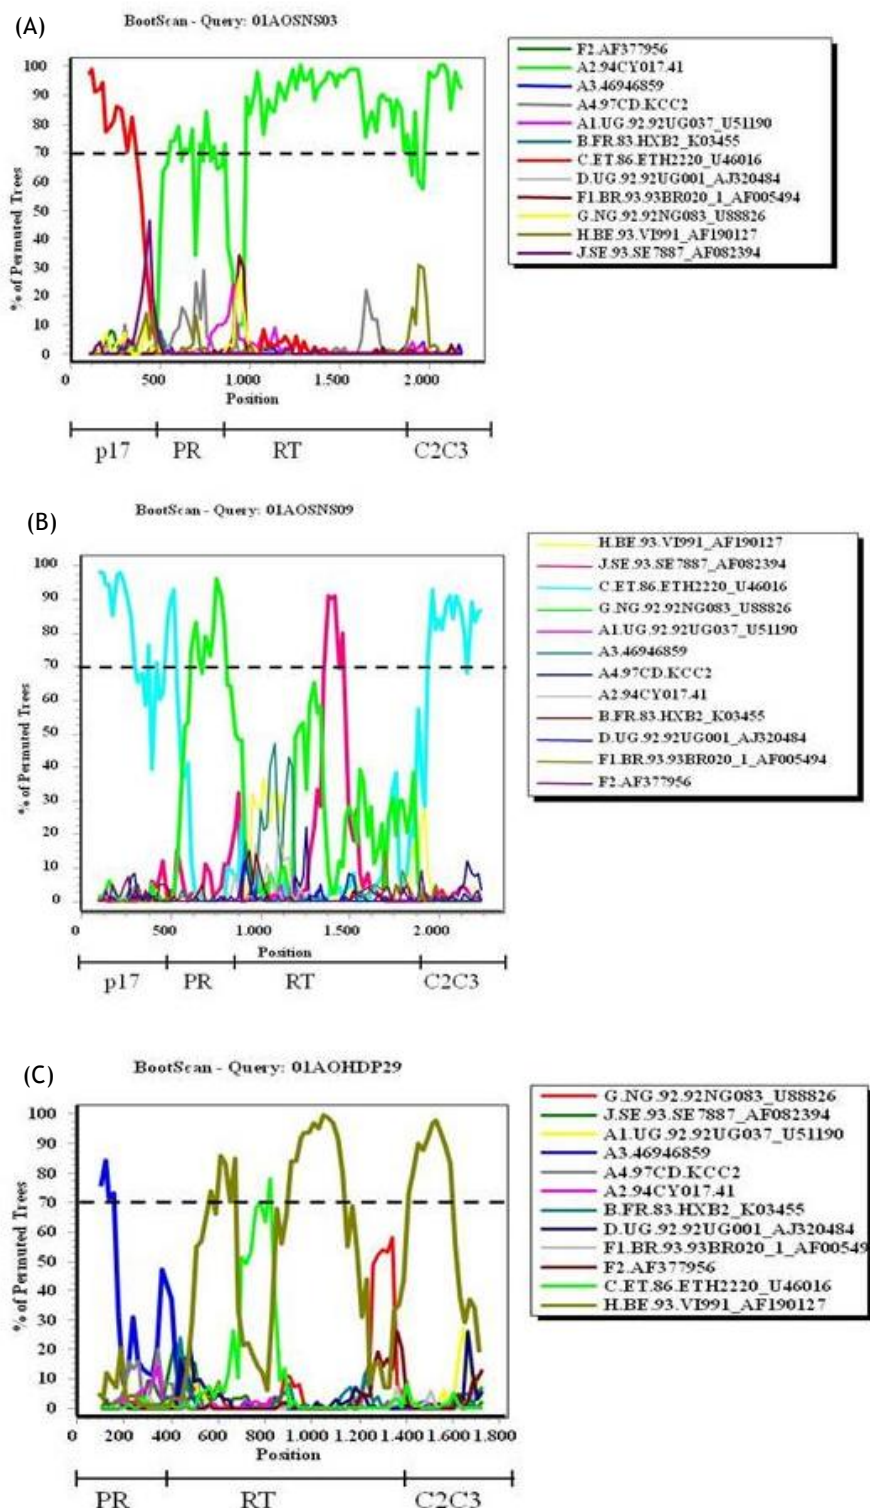 (A)
BootScan - Query: 01AOSNS03
% of Permuted Trees
100
90
80
70
60
50
40
30
20
10
0
0 500 1.000 1.500 2.000
Position
p17 PR RT C2C3
F2.AF377956
A2.94CY017.41
A3.46946859
A4.97CD.KCC2
A1.UG.92.92UG037_U51190
B.FR.83.HXB2_K03455
C.ET.86.ETH2220_U46016
D.UG.92.92UG001_AJ320484
F1.BR.93.93BR020_1_AF005494
G.NG.92.92NG083_U88826
H.BE.93.VI991_AF190127
J.SE.93.SE7887_AF082394
(B)
BootScan - Query: 01AOSNS09
% of Permuted Trees
100
90
80
70
60
50
40
30
20
10
0
0 500 1.000 1.500 2.000
Position
p17 PR RT C2C3
H.BE.93.VI991_AF190127
J.SE.93.SE7887_AF082394
C.ET.86.ETH2220_U46016
G.NG.92.92NG083_U88826
A1.UG.92.92UG037_U51190
A3.46946859
A4.97CD.KCC2
A2.94CY017.41
B.FR.83.HXB2_K03455
D.UG.92.92UG001_AJ320484
F1.BR.93.93BR020_1_AF005494
F2.AF377956
(C)
BootScan - Query: 01AOHDP29
% of Permuted Trees
100
90
80
70
60
50
40
30
20
10
0
0 200 400 600 800 1.000 1.200 1.400 1.600 1.800
Position
PR RT C2C3
G.NG.92.92NG083_U88826
J.SE.93.SE7887_AF082394
A1.UG.92.92UG037_U51190
A3.46946859
A4.97CD.KCC2
A2.94CY017.41
B.FR.83.HXB2_K03455
D.UG.92.92UG001_AJ320484
F1.BR.93.93BR020_1_AF00549
F2.AF377956
C.ET.86.ETH2220_U46016
H.BE.93.VI991_AF190127